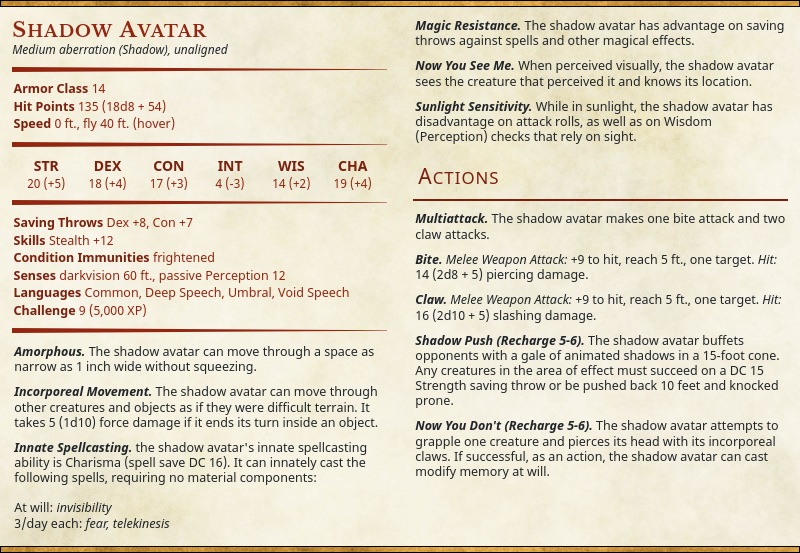 Shadow Avatar
Medium aberration (Shadow), unaligned
Armor Class 14
Hit Points 135 (18d8 + 54)
Speed 0 ft., fly 40 ft. (hover)
STR DEX CON INT WIS CHA
20 (+5) 18 (+4) 17 (+3) 4 (-3) 14 (+2) 19 (+4)
Saving Throws Dex +8, Con +7
Skills Stealth +12
Condition Immunities frightened
Senses darkvision 60 ft., passive Perception 12
Languages Common, Deep Speech, Umbral, Void Speech
Challenge 9 (5,000 XP)
Amorphous. The shadow avatar can move through a space as
narrow as 1 inch wide without squeezing.
Incorporeal Movement. The shadow avatar can move through
other creatures and objects as if they were difficult terrain. It
takes 5 (1d10) force damage if it ends its turn inside an object.
Innate Spellcasting. the shadow avatar's innate spellcasting
ability is Charisma (spell save DC 16). It can innately cast the
following spells, requiring no material components:
At will: invisibility
3/day each: fear, telekinesis
Magic Resistance. The shadow avatar has advantage on saving
throws against spells and other magical effects.
Now You See Me. When perceived visually, the shadow avatar
sees the creature that perceived it and knows its location.
Sunlight Sensitivity. While in sunlight, the shadow avatar has
disadvantage on attack rolls, as well as on Wisdom
(Perception) checks that rely on sight.
Actions
Multiattack. The shadow avatar makes one bite attack and two
claw attacks.
Bite. Melee Weapon Attack: +9 to hit, reach 5 ft., one target. Hit:
14 (2d8 + 5) piercing damage.
Claw. Melee Weapon Attack: +9 to hit, reach 5 ft., one target. Hit:
16 (2d10 + 5) slashing damage.
Shadow Push (Recharge 5-6). The shadow avatar buffets
opponents with a gale of animated shadows in a 15-foot cone.
Any creatures in the area of effect must succeed on a DC 15
Strength saving throw or be pushed back 10 feet and knocked
prone.
Now You Don't (Recharge 5-6). The shadow avatar attempts to
grapple one creature and pierces its head with its incorporeal
claws. If successful, as an action, the shadow avatar can cast
modify memory at will.